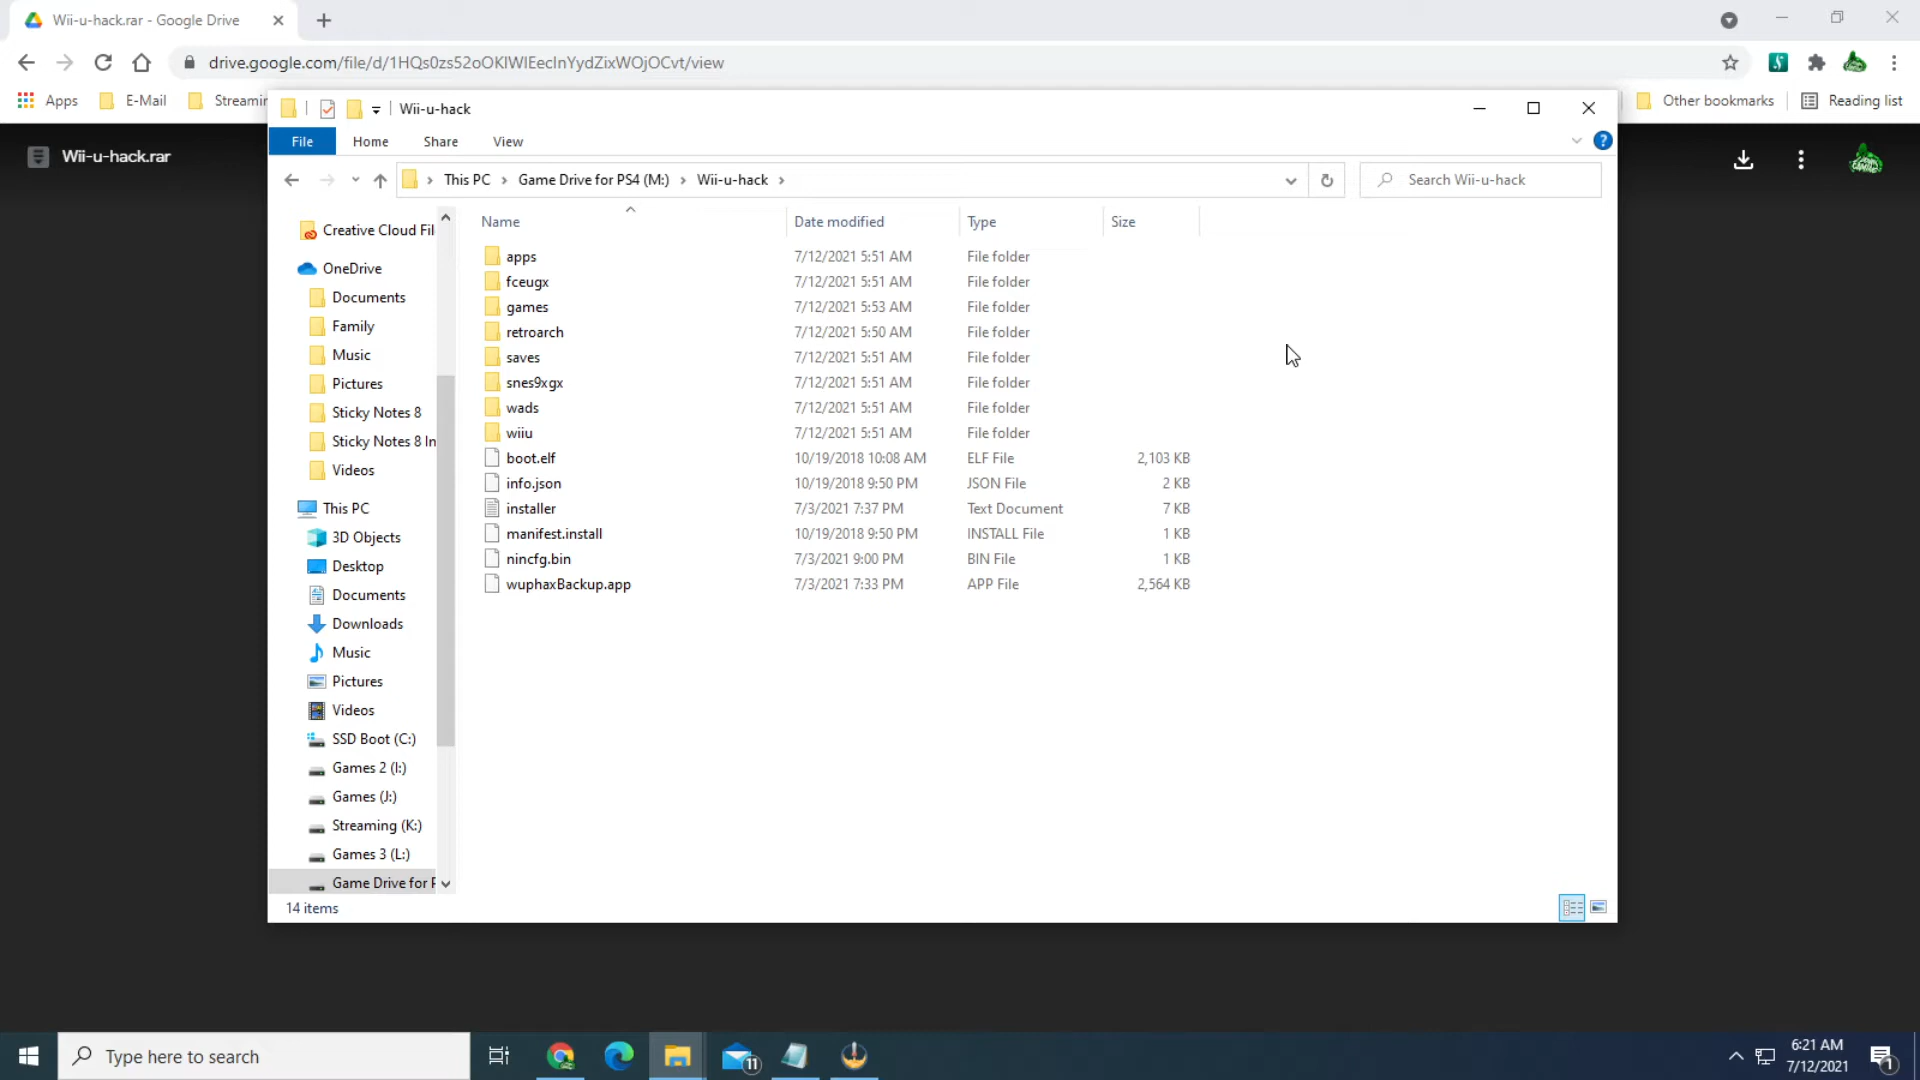 Wii-u-hack.rar - Google Drive
drive.google.com/file/d/1HQs0zs52oOKlWIEecInYydZixWOjOCvt/view
Apps
E-Mail
Other bookmarks
Reading list
Wii-u-hack.rar
Wii-u-hack
File
Home
Share
View
?
This PC
Game Drive for PS4 (M:)
Wii-u-hack
Search Wii-u-hack
Name
Date modified
Type
Size
apps 7/12/2021 5:51 AM File folder
fceugx 7/12/2021 5:51 AM File folder
games 7/12/2021 5:53 AM File folder
retroarch 7/12/2021 5:50 AM File folder
saves 7/12/2021 5:51 AM File folder
snes9xgx 7/12/2021 5:51 AM File folder
wads 7/12/2021 5:51 AM File folder
wiiu 7/12/2021 5:51 AM File folder
boot.elf 10/19/2018 10:08 AM ELF File 2,103 KB
info.json 10/19/2018 9:50 PM JSON File 2 KB
installer 7/3/2021 7:37 PM Text Document 7 KB
manifest.install 10/19/2018 9:50 PM INSTALL File 1 KB
nincfg.bin 7/3/2021 9:00 PM BIN File 1 KB
wuphaxBackup.app 7/3/2021 7:33 PM APP File 2,564 KB
Creative Cloud Fil
OneDrive
Documents
Family
Music
Pictures
Sticky Notes 8
Sticky Notes 8 In
Videos
This PC
3D Objects
Desktop
Documents
Downloads
Music
Pictures
Videos
SSD Boot (C:)
Games 2 (I:)
Games (J:)
Streaming (K:)
Games 3 (L:)
Game Drive for P
14 items
Type here to search
11
6:21 AM
7/12/2021
1